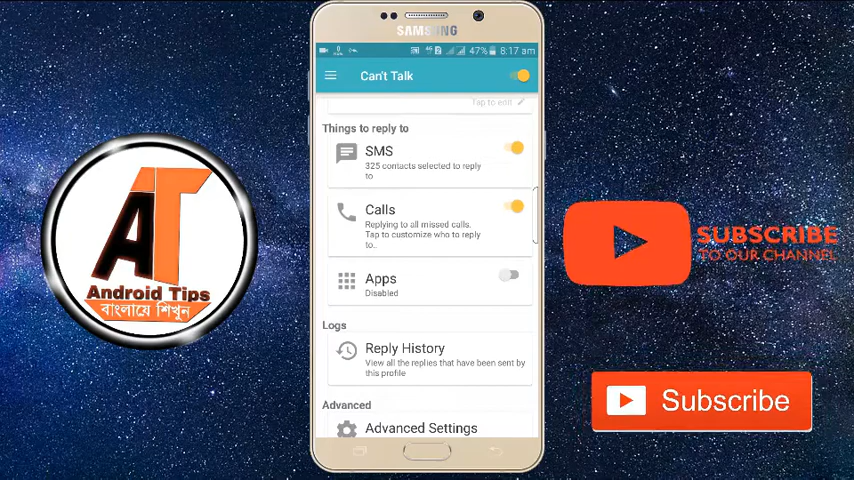 SAMSUNG
47% 8:17 am
Can't Talk
Tap to edit
Things to reply to
SMS
325 contacts selected to reply
to
Calls
Replying to all missed calls.
Tap to customize who to reply
to..
Apps
Disabled
Logs
Reply History
View all the replies that have been sent by
this profile
Advanced
Advanced Settings
AT
Android Tips
বাংলায়ে শিখুন
SUBSCRIBE
TO OUR CHANNEL
Subscribe